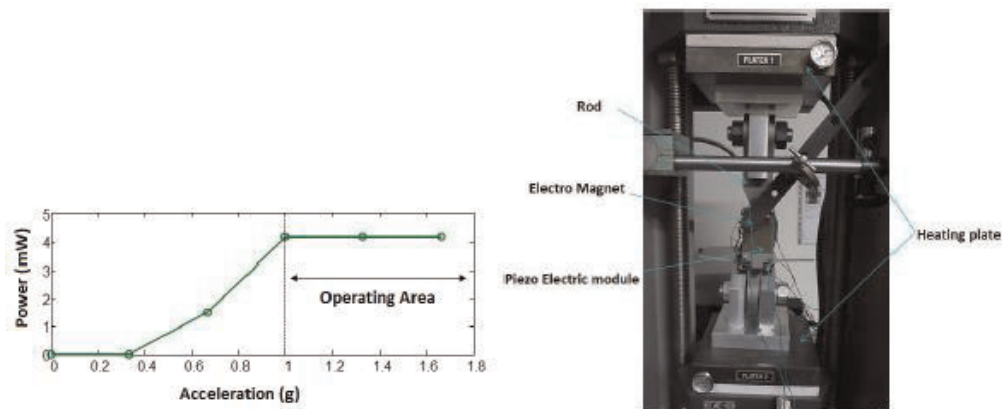 Power (mW)
5
4
3
2
1
0
0
0.2
0.4
0.6
0.8
1
1.2
1.4
1.6
1.8
Operating Area
Acceleration (g)
PLATEN 1
Rod
Electro Magnet
Heating plate
Piezo Electric module
PLATEN 2